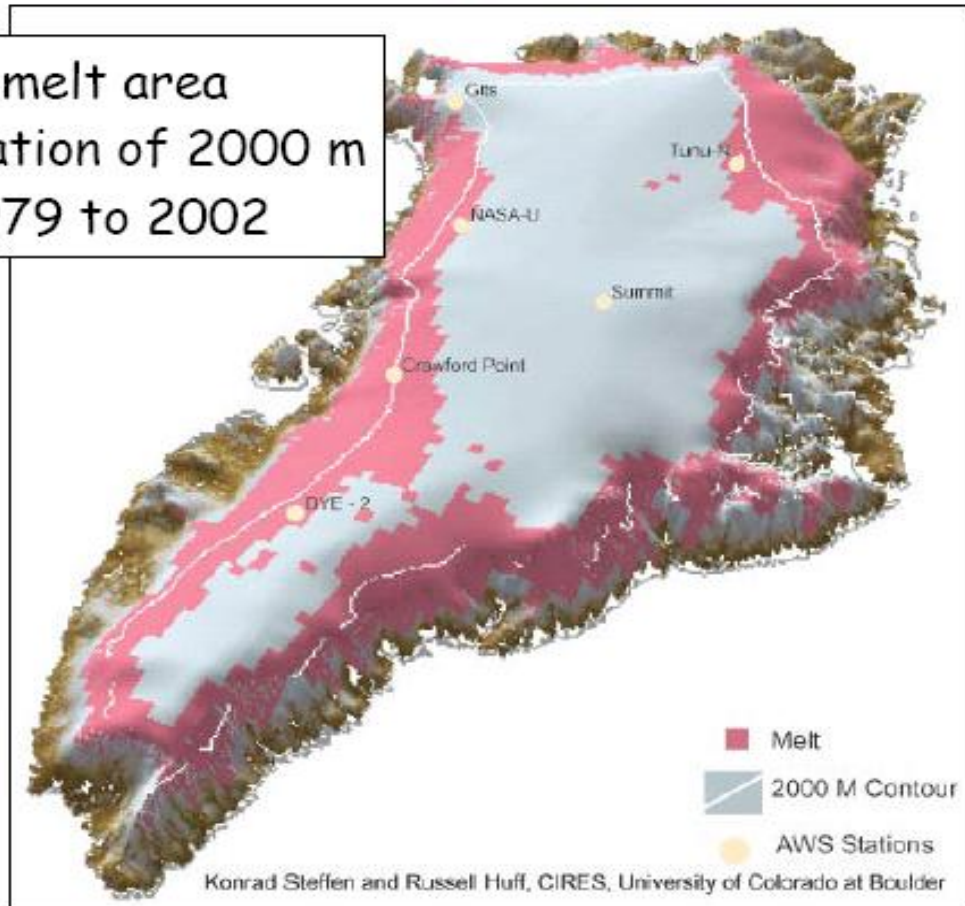 melt area
ation of 2000 m
79 to 2002
Gits
Tunu-N
NASA-U
Summit
Crawford Point
DYE - 2
Melt
2000 M Contour
AWS Stations
Konrad Steffen and Russell Huff, CIRES, University of Colorado at Boulder